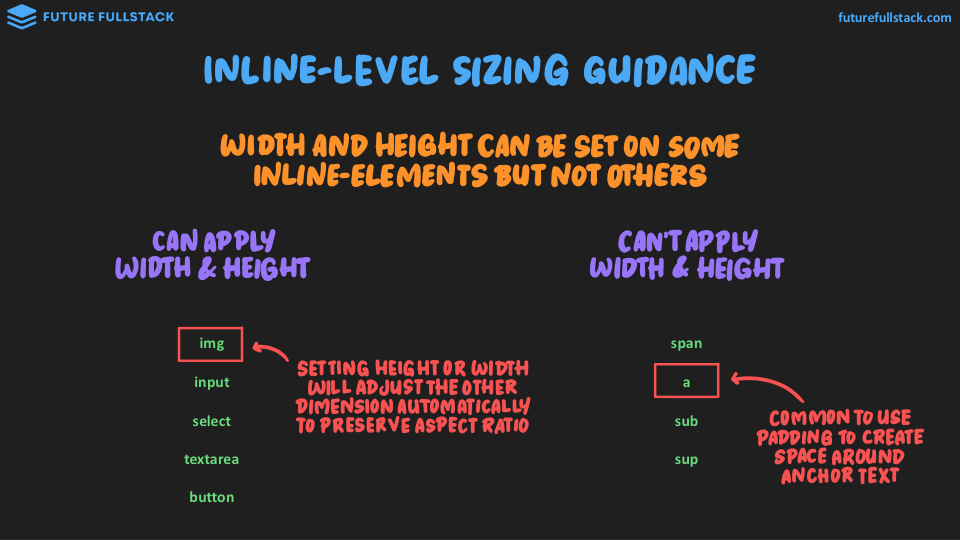 FUTURE FULLSTACK
futurefullstack.com
INLINE-LEVEL SIZING GUIDANCE
WIDTH AND HEIGHT CAN BE SET ON SOME
INLINE-ELEMENTS BUT NOT OTHERS
CAN APPLY
WIDTH & HEIGHT
img
input
select
textarea
button
SETTING HEIGHT OR WIDTH
WILL ADJUST THE OTHER
DIMENSION AUTOMATICALLY
TO PRESERVE ASPECT RATIO
CAN'T APPLY
WIDTH & HEIGHT
span
a
sub
sup
COMMON TO USE
PADDING TO CREATE
SPACE AROUND
ANCHOR TEXT